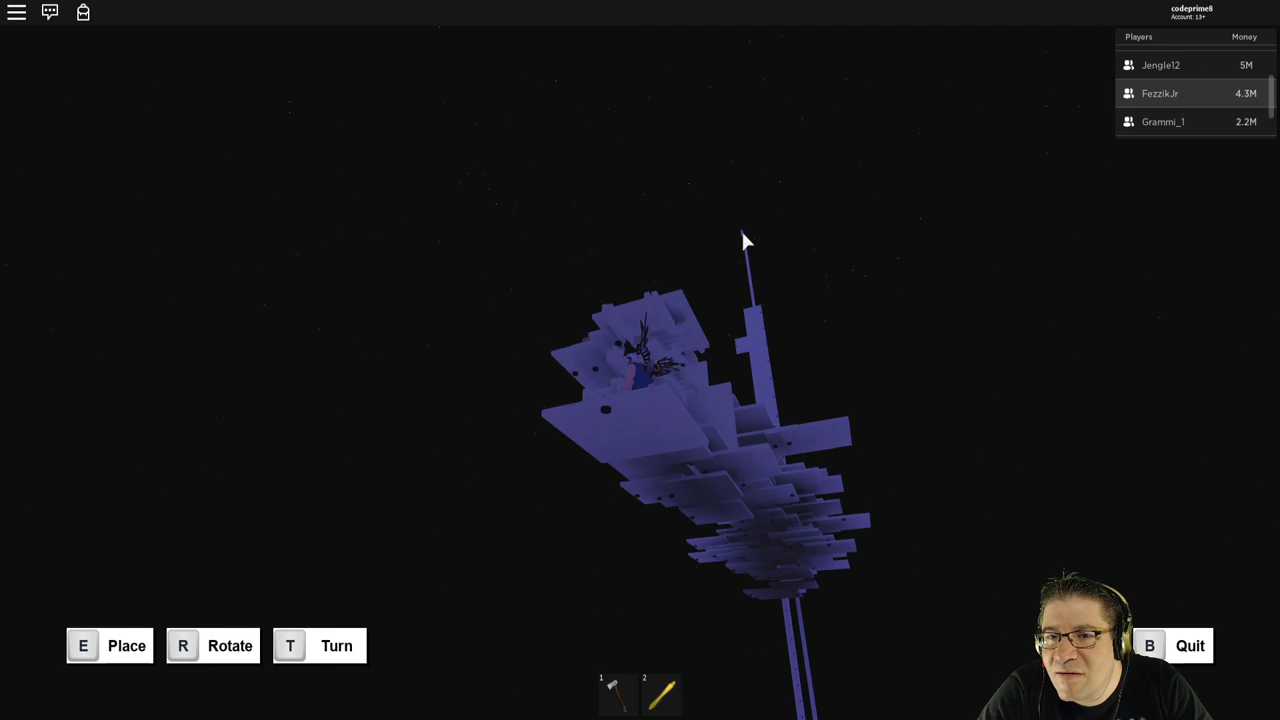 codeprime8
Account: 13+
Players Money
Jengle12 5M
FezzikJr 4.3M
Grammi_1 2.2M
E Place R Rotate T Turn B Quit
1 2